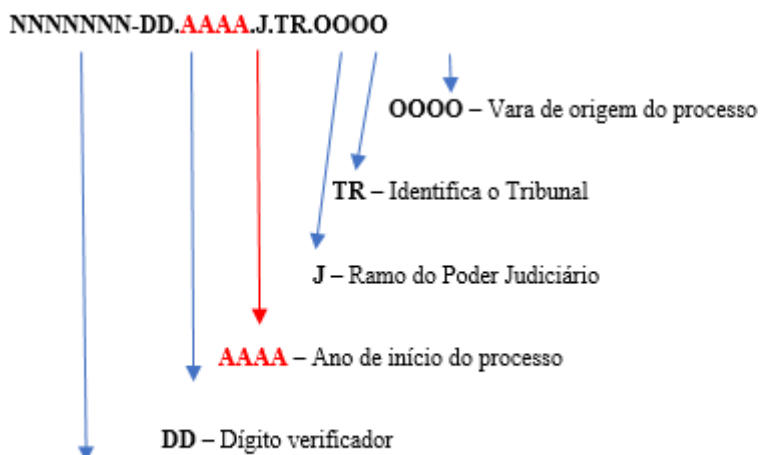 NNNNNNN-DD.AAAA.J.TR.OOOO
OOOO – Vara de origem do processo
TR – Identifica o Tribunal
J – Ramo do Poder Judiciário
AAAA – Ano de início do processo
DD – Dígito verificador